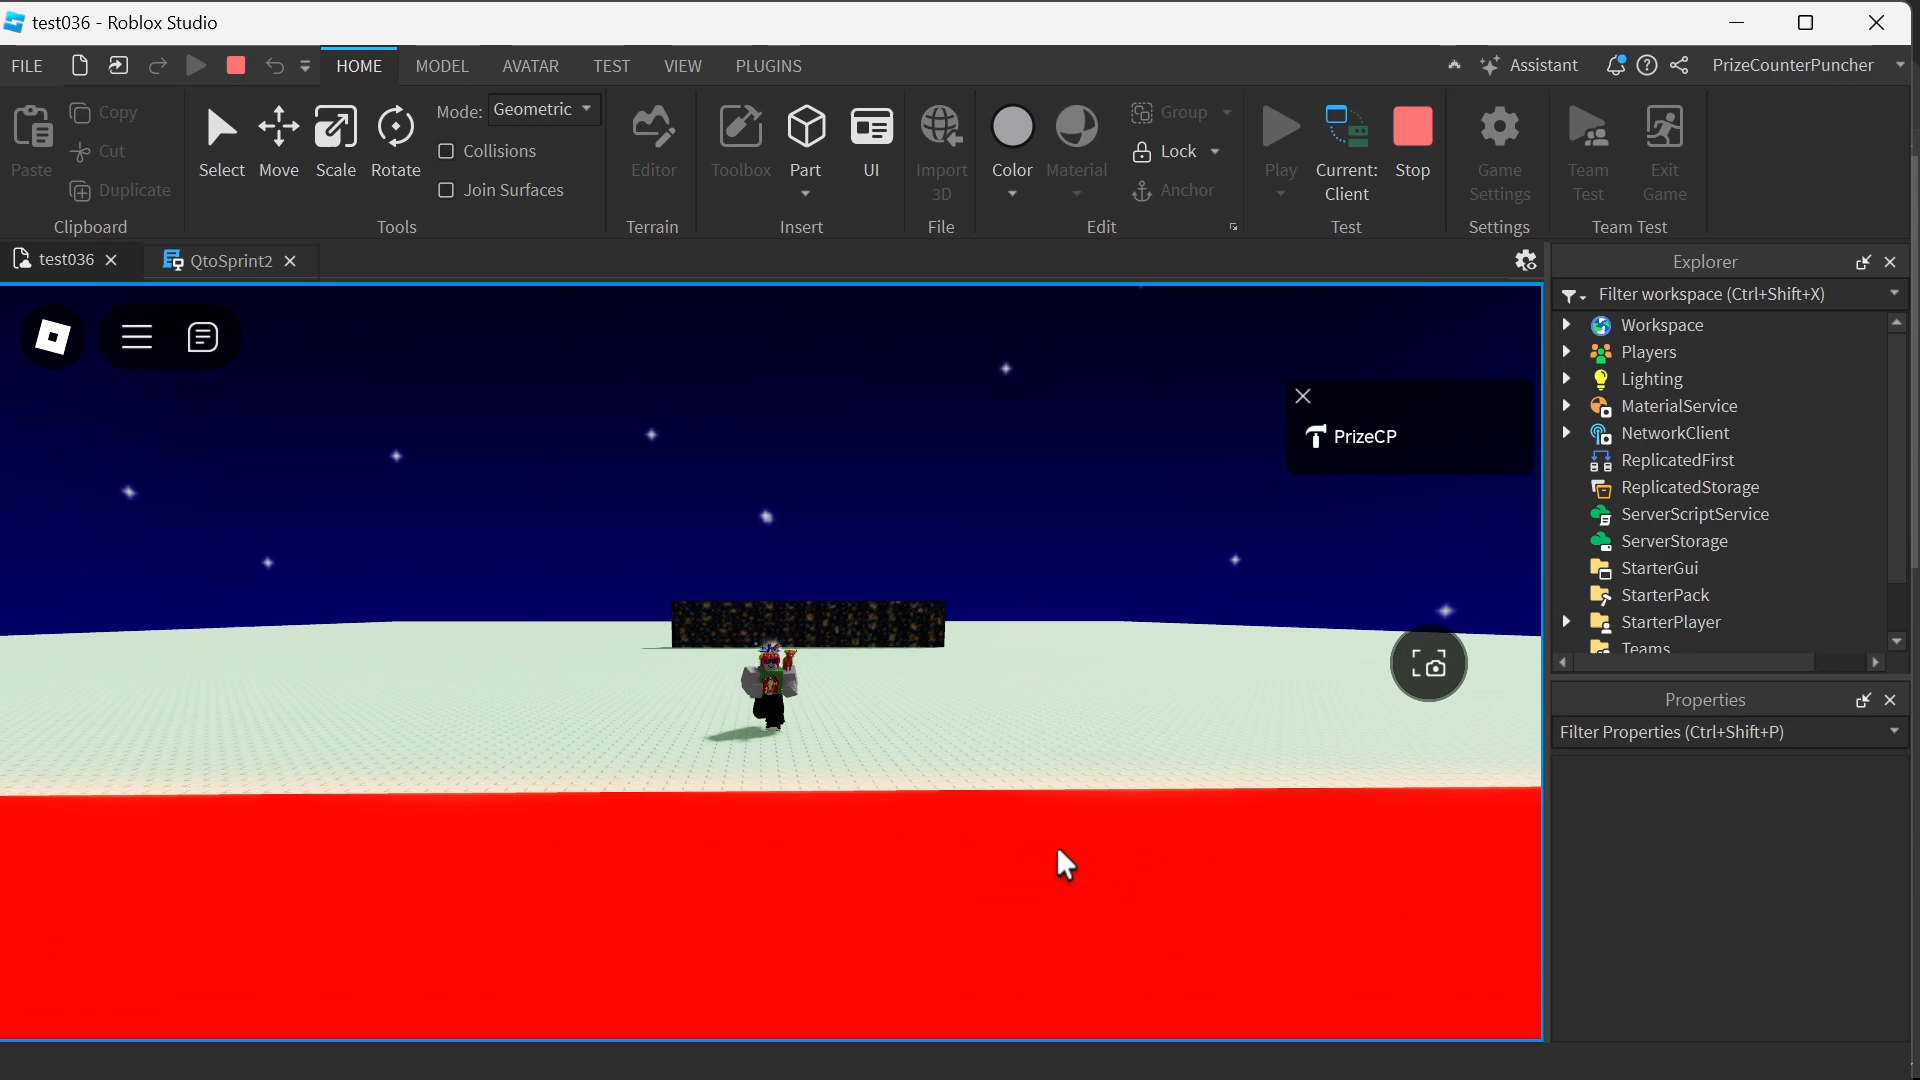 test036 - Roblox Studio
FILE HOME MODEL AVATAR TEST VIEW PLUGINS Assistant PrizeCounterPuncher
Paste Copy Cut Duplicate
Clipboard
Select Move Scale Rotate
Mode: Geometric
Collisions
Join Surfaces
Tools
Editor
Terrain
Toolbox Part UI
Insert
Import
3D
File
Color Material
Group
Lock
Anchor
Edit
Play
Current:
Client
Stop
Test
Game
Settings
Settings
Team
Test
Exit
Game
Team Test
test036 QtoSprint2
PrizeCP
Explorer
Filter workspace (Ctrl+Shift+X)
Workspace
Players
Lighting
MaterialService
NetworkClient
ReplicatedFirst
ReplicatedStorage
ServerScriptService
ServerStorage
StarterGui
StarterPack
StarterPlayer
Teams
Properties
Filter Properties (Ctrl+Shift+P)